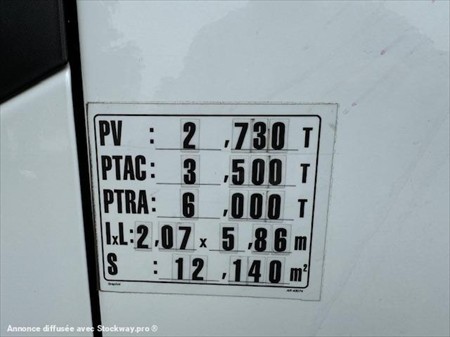 PV : 2 ,730 T
PTAC: 3 ,500 T
PTRA: 6 ,000 T
IxL:2,07 x 5 ,86 m
S : 12 ,140 m²
Annonce diffusée avec Stockway.pro ®